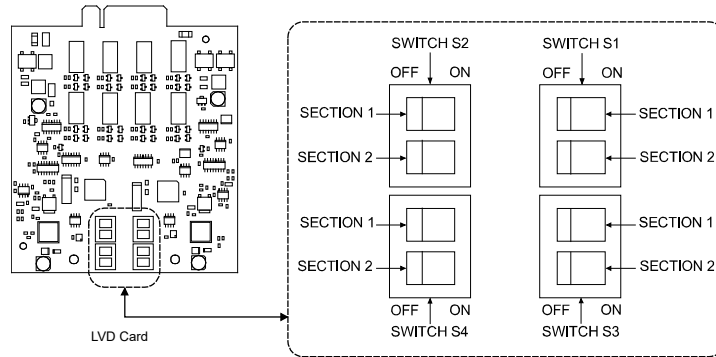 SWITCH S2
SWITCH S1
OFF ON
OFF ON
SECTION 1
SECTION 1
SECTION 2
SECTION 2
SECTION 1
SECTION 1
SECTION 2
SECTION 2
OFF ON
OFF ON
SWITCH S4
SWITCH S3
LVD Card